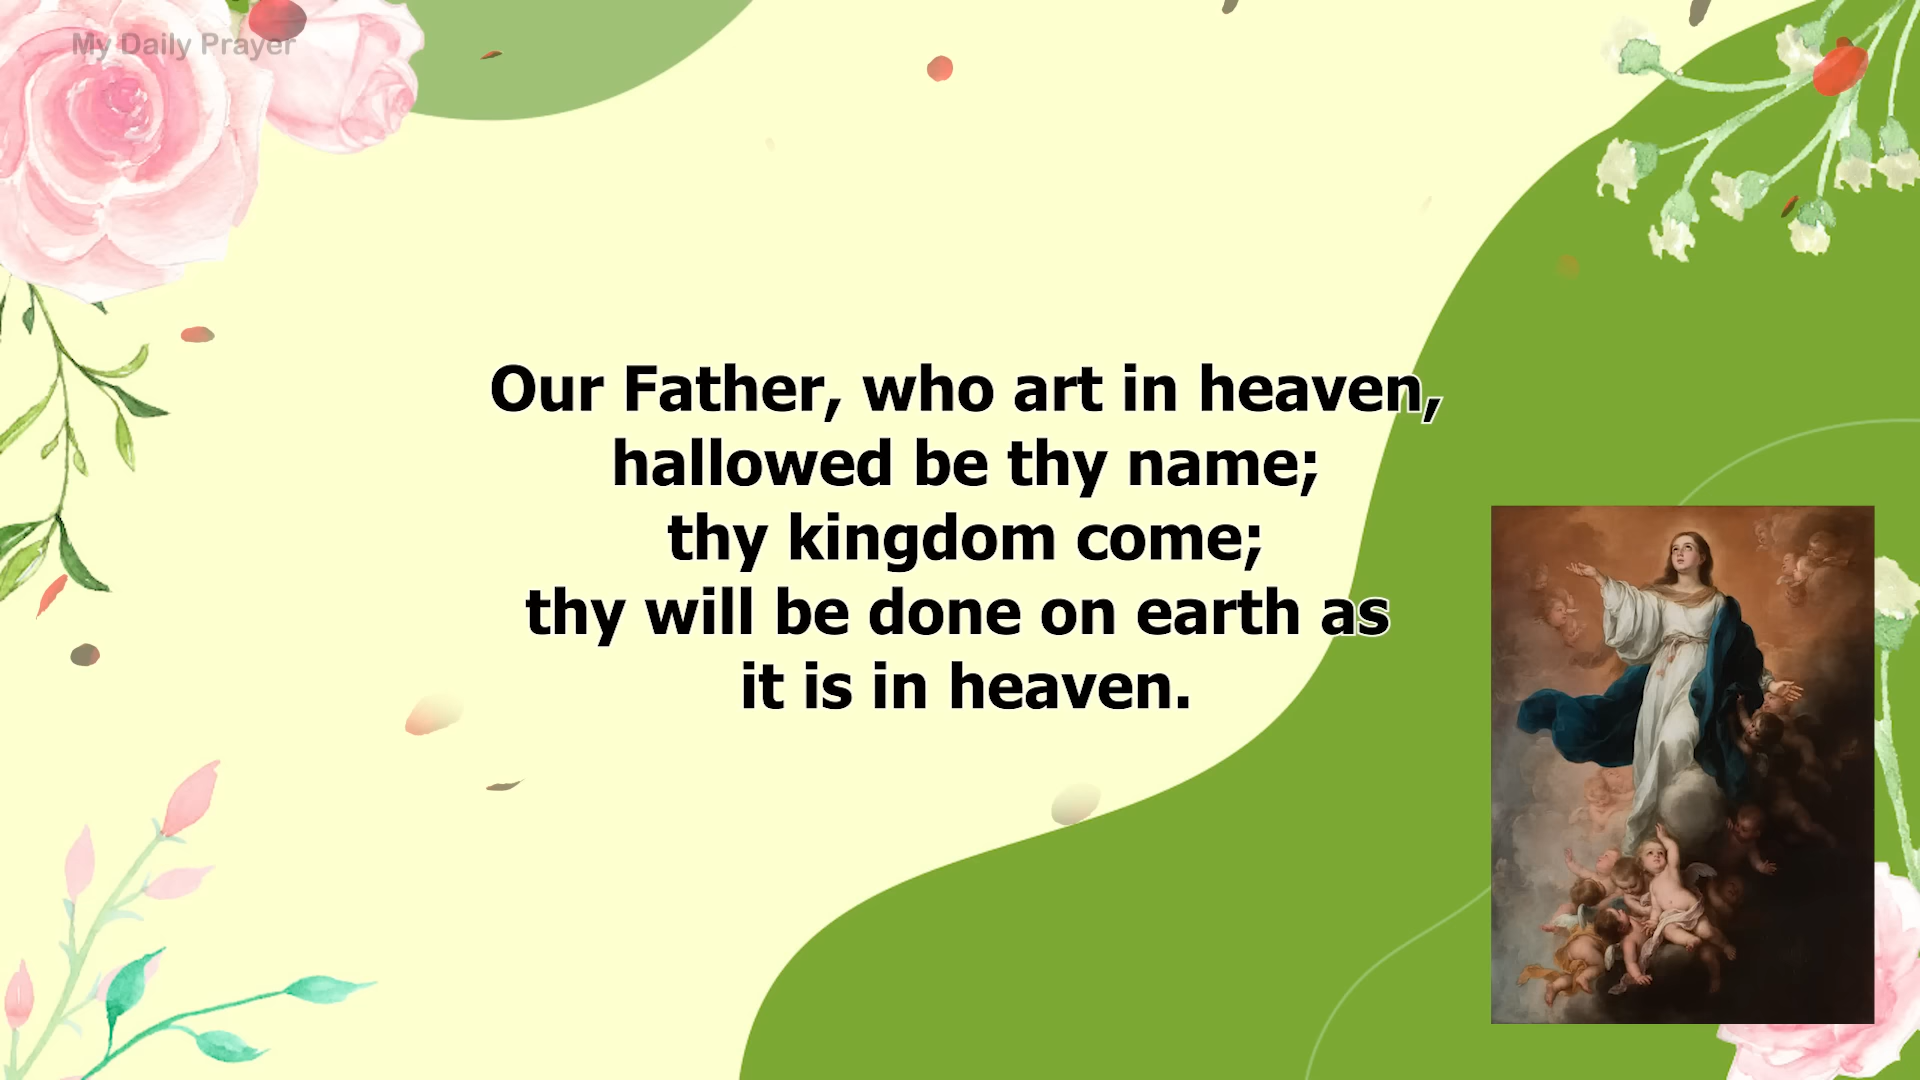 My Daily Prayer
Our Father, who art in heaven,
hallowed be thy name;
thy kingdom come;
thy will be done on earth as
it is in heaven.